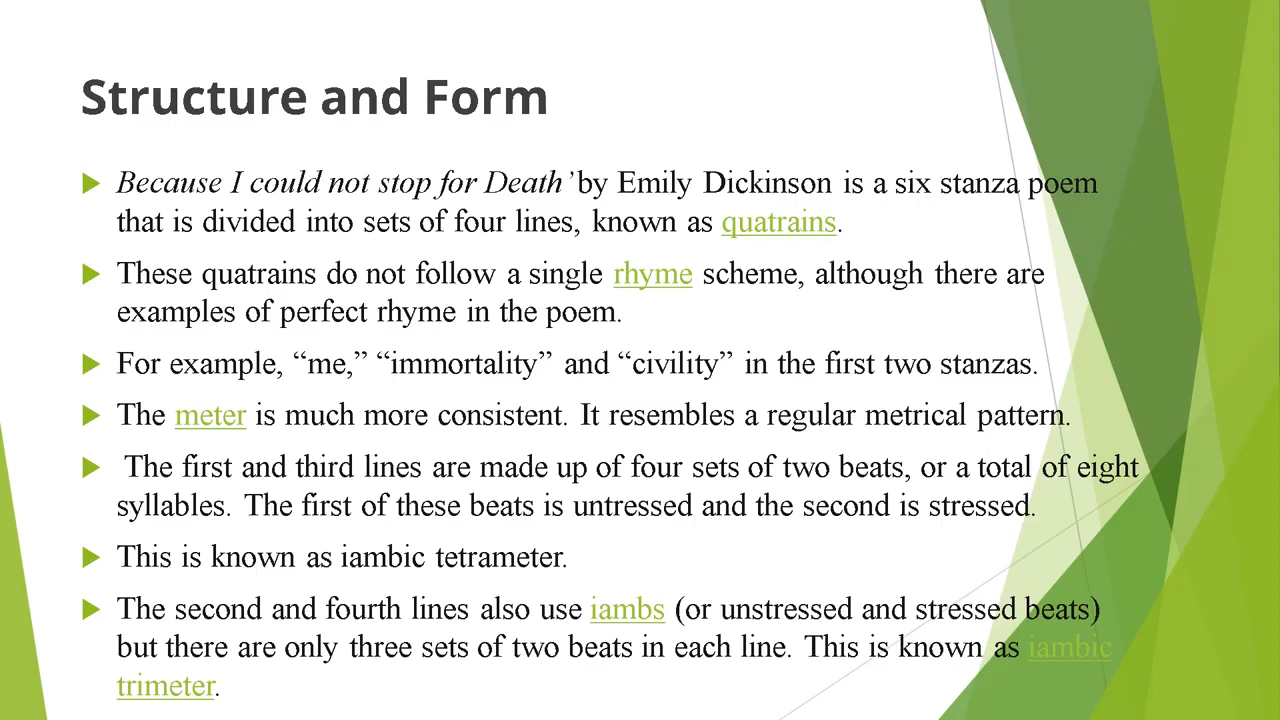 Structure and Form
Because I could not stop for Death’ by Emily Dickinson is a six stanza poem
that is divided into sets of four lines, known as quatrains.
These quatrains do not follow a single rhyme scheme, although there are
examples of perfect rhyme in the poem.
For example, “me,” “immortality” and “civility” in the first two stanzas.
The meter is much more consistent. It resembles a regular metrical pattern.
The first and third lines are made up of four sets of two beats, or a total of eight
syllables. The first of these beats is untressed and the second is stressed.
This is known as iambic tetrameter.
The second and fourth lines also use iambs (or unstressed and stressed beats)
but there are only three sets of two beats in each line. This is known as iambic
trimeter.